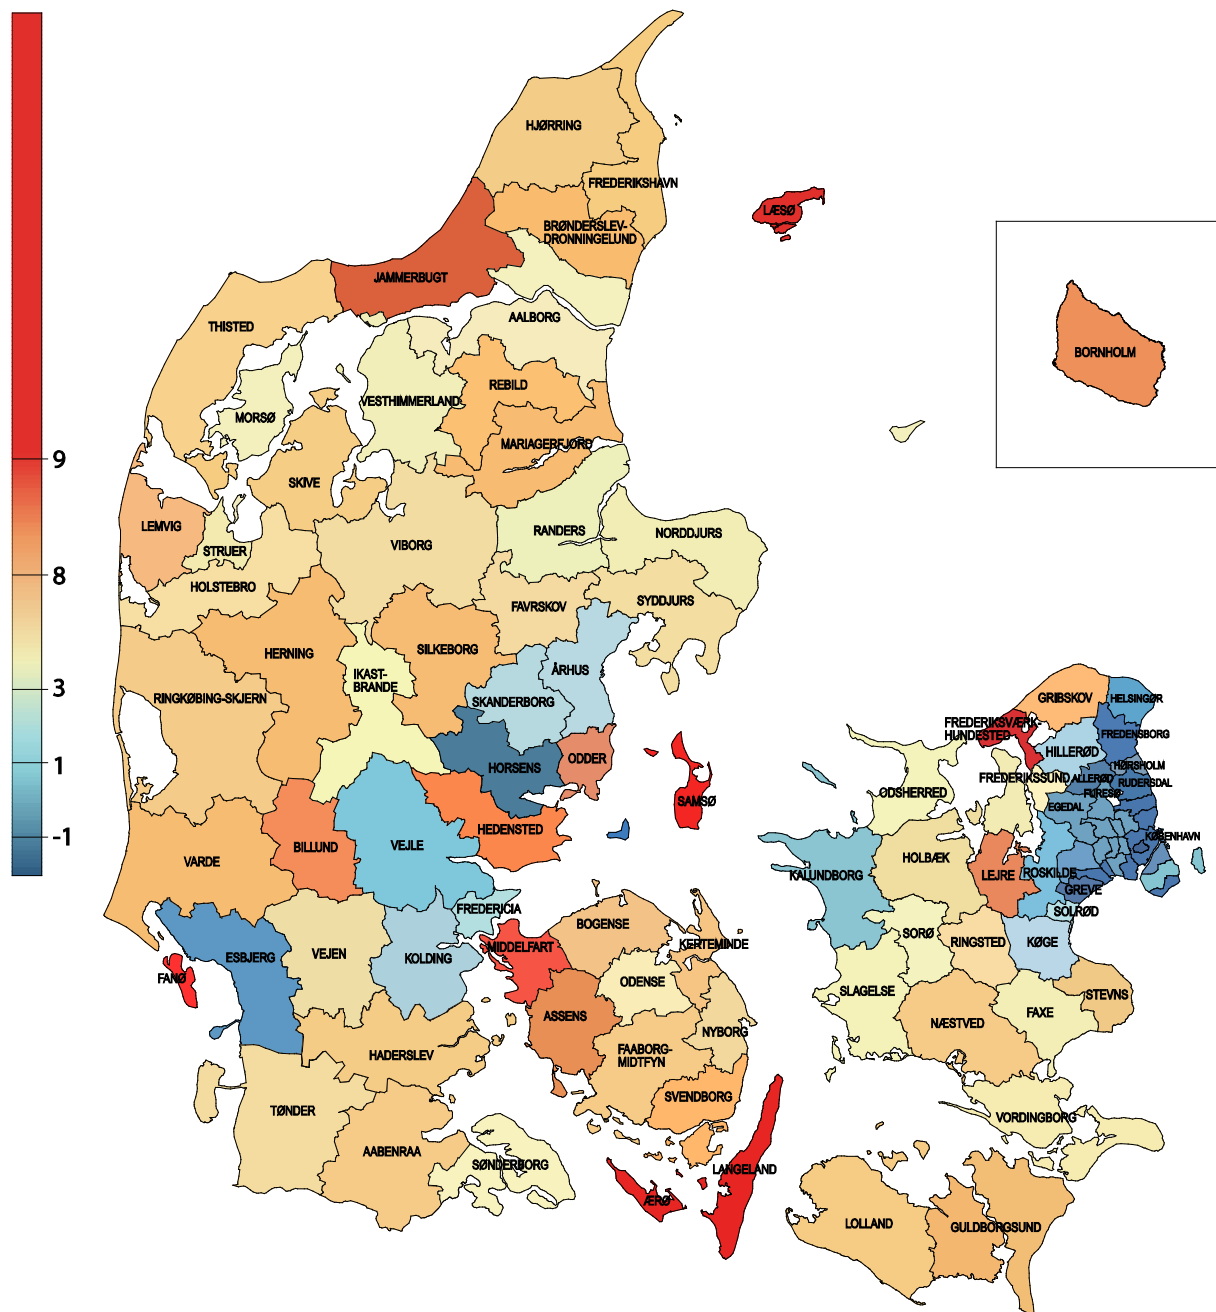 9
8
3
1
-1
HJØRRING
FREDERIKSHAVN
LÆSØ
BRØNDERSLEV-
DRONNINGELUND
JAMMERBUGT
THISTED
AALBORG
BORNHOLM
REBILD
VESTHIMMERLAND
MORSØ
MARIAGERFJORD
SKIVE
LEMVIG
RANDERS
NORDDJURS
VIBORG
STRUER
HOLSTEBRO
FAVRSKOV
SYDDJURS
HERNING
SILKEBORG
ÅRHUS
IKAST-
BRANDE
RINGKØBING-SKJERN
SKANDERBORG
GRIBSKOV
HELSINGØR
FREDERIKSVÆRK-
HUNDESTED
FREDENSBORG
HILLERØD
ODDER
HORSENS
HØRSHOLM
FREDERIKSSUND
ALLERØD
RUDERSDAL
FURESØ
ØDSHERRED
SAMSØ
EGEDAL
HEDENSTED
KØBENHAVN
BILLUND
VEJLE
VARDE
HOLBÆK
KALUNDBORG
LEJRE
ROSKILDE
GREVE
FREDERICIA
SOLRØD
BOGENSE
SORØ
RINGSTED
KØGE
MIDDELFART
KERTEMINDE
VEJEN
ESBJERG
KOLDING
FANØ
ODENSE
SLAGELSE
STEVNS
FAXE
ASSENS
NÆSTVED
NYBORG
HADERSLEV
FAABORG-
MIDTFYN
SVENDBORG
TØNDER
VORDINGBORG
AABENRAA
SØNDERBORG
LANGELAND
ÆRØ
LOLLAND
GULDBORGSUND